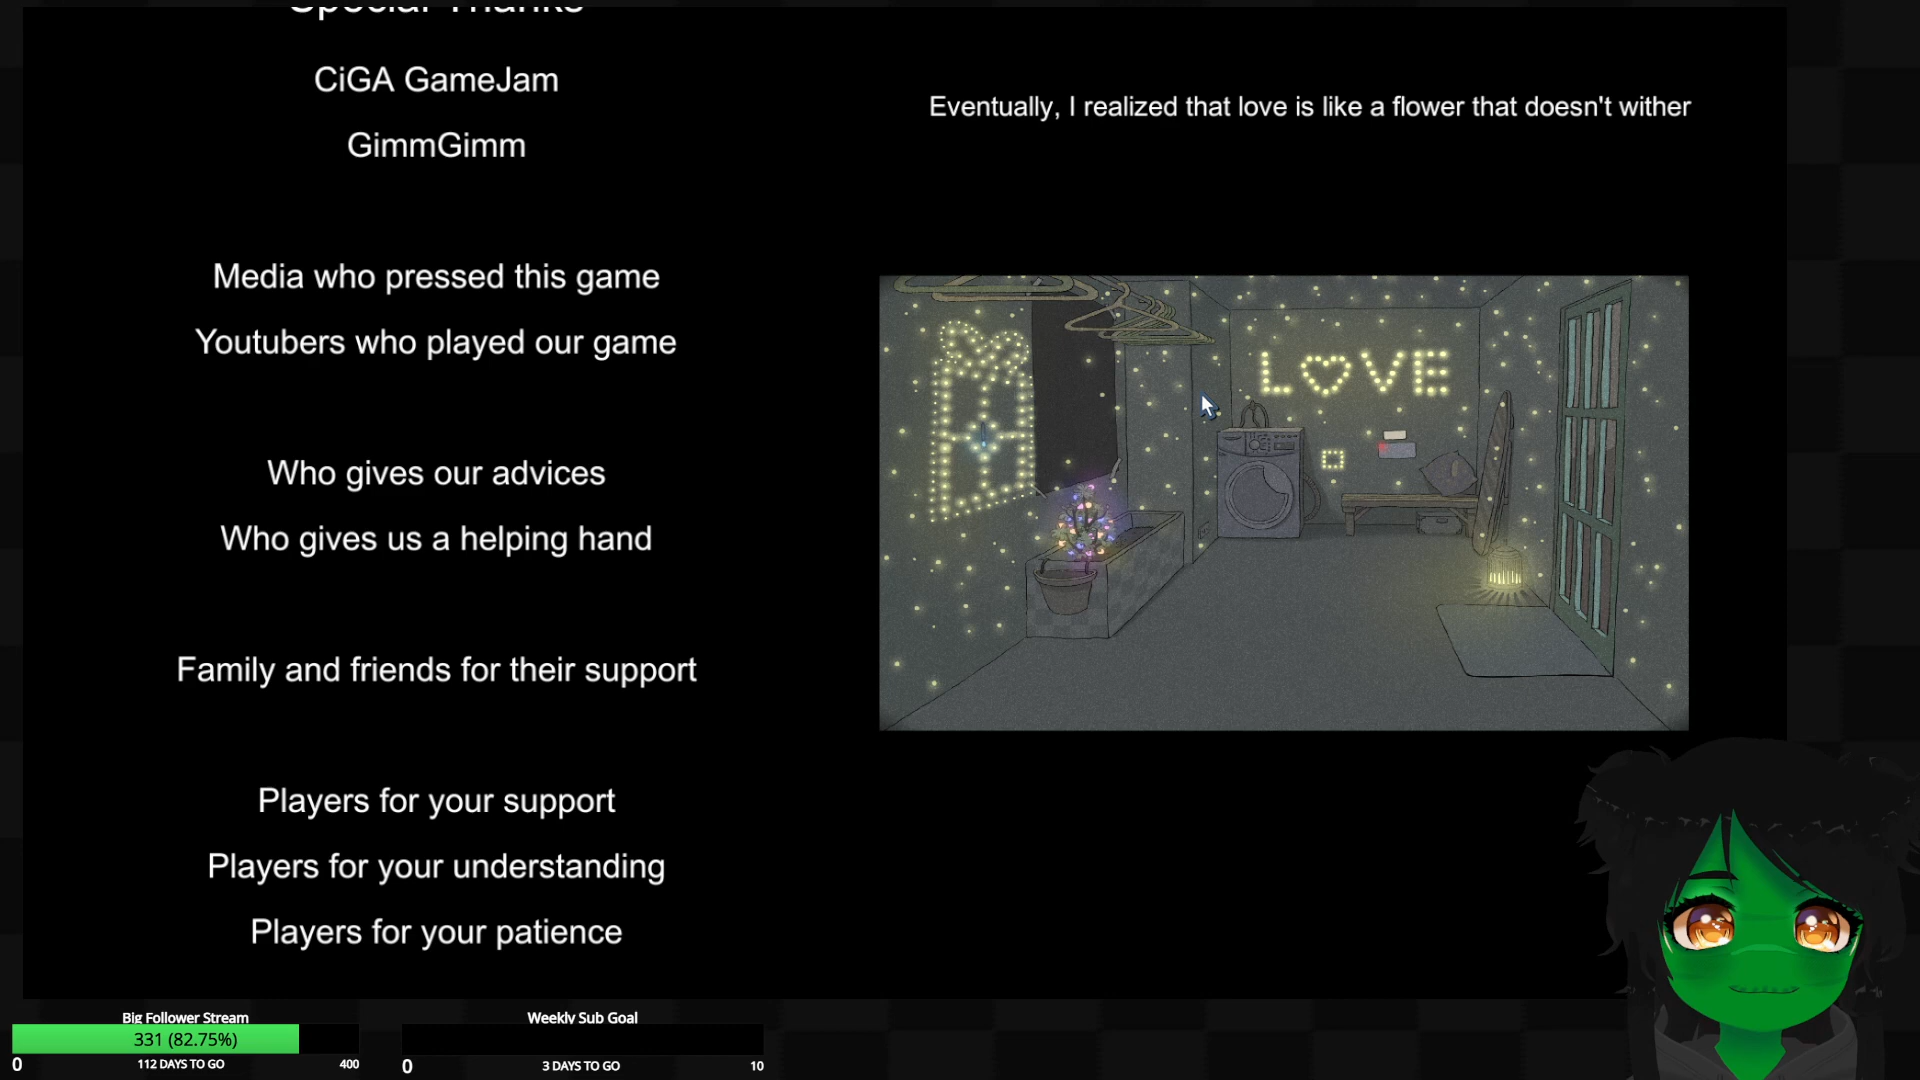 Special Thanks
CiGA GameJam
GimmGimm
Media who pressed this game
Youtubers who played our game
Who gives our advices
Who gives us a helping hand
Family and friends for their support
Players for your support
Players for your understanding
Players for your patience
Eventually, I realized that love is like a flower that doesn't wither
L♡VE
Big Follower Stream
331 (82.75%)
0 112 DAYS TO GO 400
Weekly Sub Goal
0 3 DAYS TO GO 10